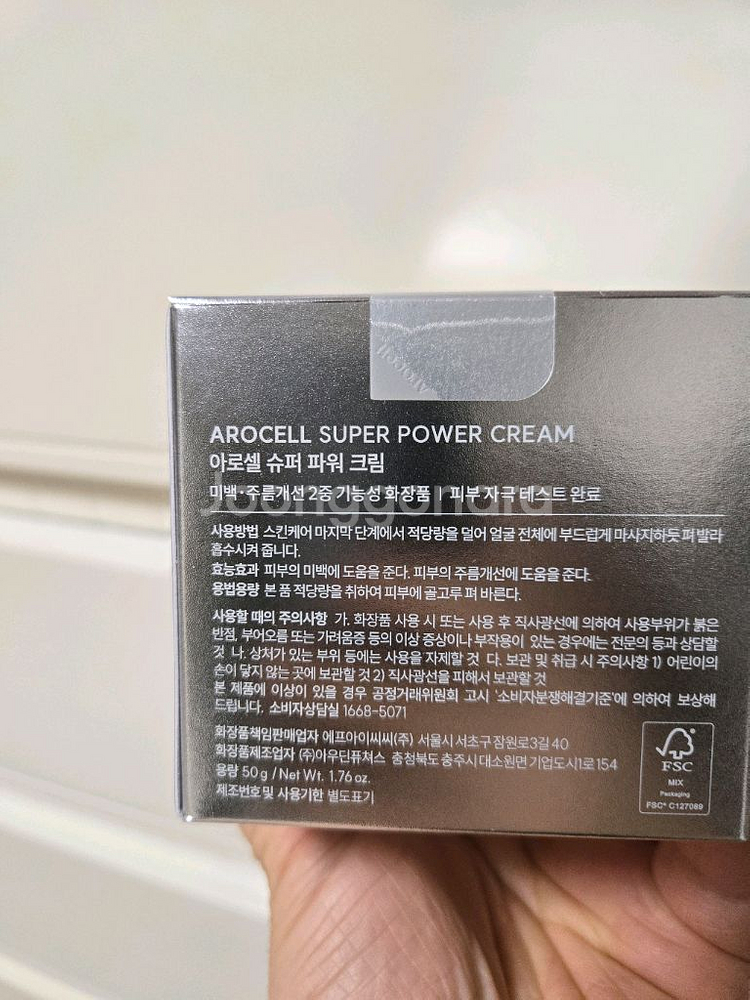 AROCELL SUPER POWER CREAM
아로셀 슈퍼 파워 크림
미백·주름개선 2중 기능성 화장품 | 피부 자극 테스트 완료
Joonggonara
사용방법 스킨케어 마지막 단계에서 적당량을 덜어 얼굴 전체에 부드럽게 마사지하듯 펴 발라
흡수시켜 줍니다.
효능효과 피부의 미백에 도움을 준다. 피부의 주름개선에 도움을 준다.
용법용량 본 품 적당량을 취하여 피부에 골고루 펴 바른다.
사용할 때의 주의사항 가. 화장품 사용 시 또는 사용 후 직사광선에 의하여 사용부위가 붉은
반점, 부어오름 또는 가려움증 등의 이상 증상이나 부작용이 있는 경우에는 전문의 등과 상담할
것 나. 상처가 있는 부위 등에는 사용을 자제할 것 다. 보관 및 취급 시 주의사항 1) 어린이의
손이 닿지 않는 곳에 보관할 것 2) 직사광선을 피해서 보관할 것
본 제품에 이상이 있을 경우 공정거래위원회 고시 '소비자분쟁해결기준'에 의하여 보상해
드립니다. 소비자상담실 1668-5071
화장품책임판매업자 에프아이씨씨(주) 서울시 서초구 잠원로3길 40
화장품제조업자 (주)아우딘퓨쳐스 충청북도 충주시 대소원면 기업도시1로 154
용량 50g / Net Wt. 1.76 oz.
제조번호 및 사용기한 별도표기
FSC
MIX
Packaging
FSC® C127089